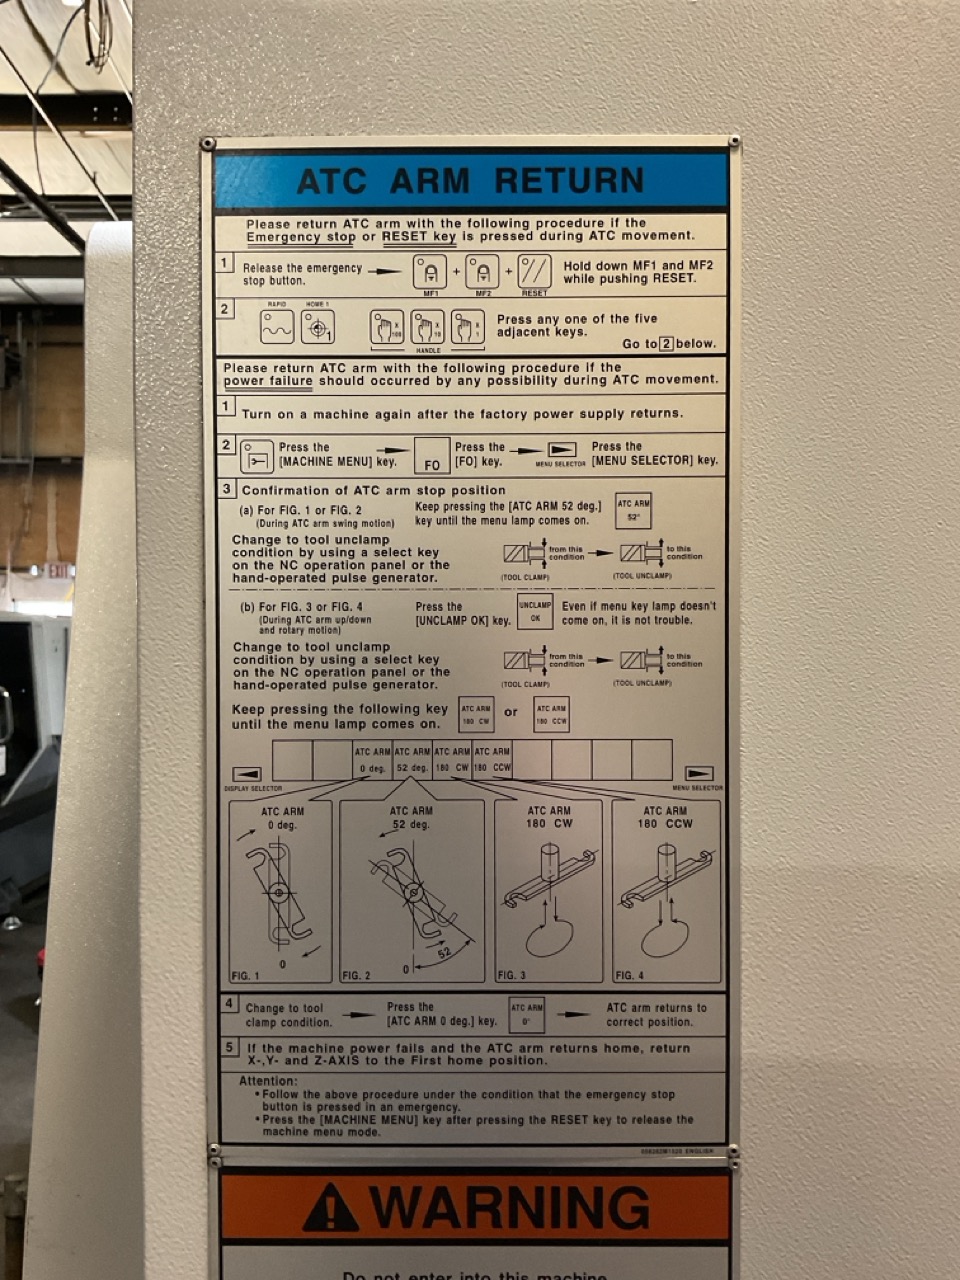 ATC ARM RETURN
Please return ATC arm with the following procedure if the
Emergency stop or RESET key is pressed during ATC movement.
1
Release the emergency
stop button.
MF1
+
MF2
+
RESET
Hold down MF1 and MF2
while pushing RESET.
2
RAPID
HOME 1
1
X 100
X 10
X 1
HANDLE
Press any one of the five
adjacent keys.
Go to 2 below.
Please return ATC arm with the following procedure if the
power failure should occurred by any possibility during ATC movement.
1
Turn on a machine again after the factory power supply returns.
2
Press the
[MACHINE MENU] key.
FO
Press the
[FO] key.
MENU SELECTOR
Press the
[MENU SELECTOR] key.
3
Confirmation of ATC arm stop position
(a) For FIG. 1 or FIG. 2
(During ATC arm swing motion)
Keep pressing the [ATC ARM 52 deg.]
key until the menu lamp comes on.
ATC ARM
52°
Change to tool unclamp
condition by using a select key
on the NC operation panel or the
hand-operated pulse generator.
from this
condition
to this
condition
(TOOL CLAMP)
(TOOL UNCLAMP)
(b) For FIG. 3 or FIG. 4
(During ATC arm up/down
and rotary motion)
Press the
[UNCLAMP OK] key.
UNCLAMP
OK
Even if menu key lamp doesn't
come on, it is not trouble.
Change to tool unclamp
condition by using a select key
on the NC operation panel or the
hand-operated pulse generator.
from this
condition
to this
condition
(TOOL CLAMP)
(TOOL UNCLAMP)
Keep pressing the following key
until the menu lamp comes on.
ATC ARM
180 CW
or
ATC ARM
180 CCW
ATC ARM ATC ARM ATC ARM ATC ARM
0 deg. 52 deg. 180 CW 180 CCW
DISPLAY SELECTOR
MENU SELECTOR
ATC ARM
0 deg.
0
FIG. 1
ATC ARM
52 deg.
0
52
FIG. 2
ATC ARM
180 CW
FIG. 3
ATC ARM
180 CCW
FIG. 4
4
Change to tool
clamp condition.
Press the
[ATC ARM 0 deg.] key.
ATC ARM
0°
ATC arm returns to
correct position.
5
If the machine power fails and the ATC arm returns home, return
X-,Y- and Z-AXIS to the First home position.
Attention:
• Follow the above procedure under the condition that the emergency stop
button is pressed in an emergency.
• Press the [MACHINE MENU] key after pressing the RESET key to release the
machine menu mode.
ENGLISH
WARNING
Do not enter into this machine
EXIT